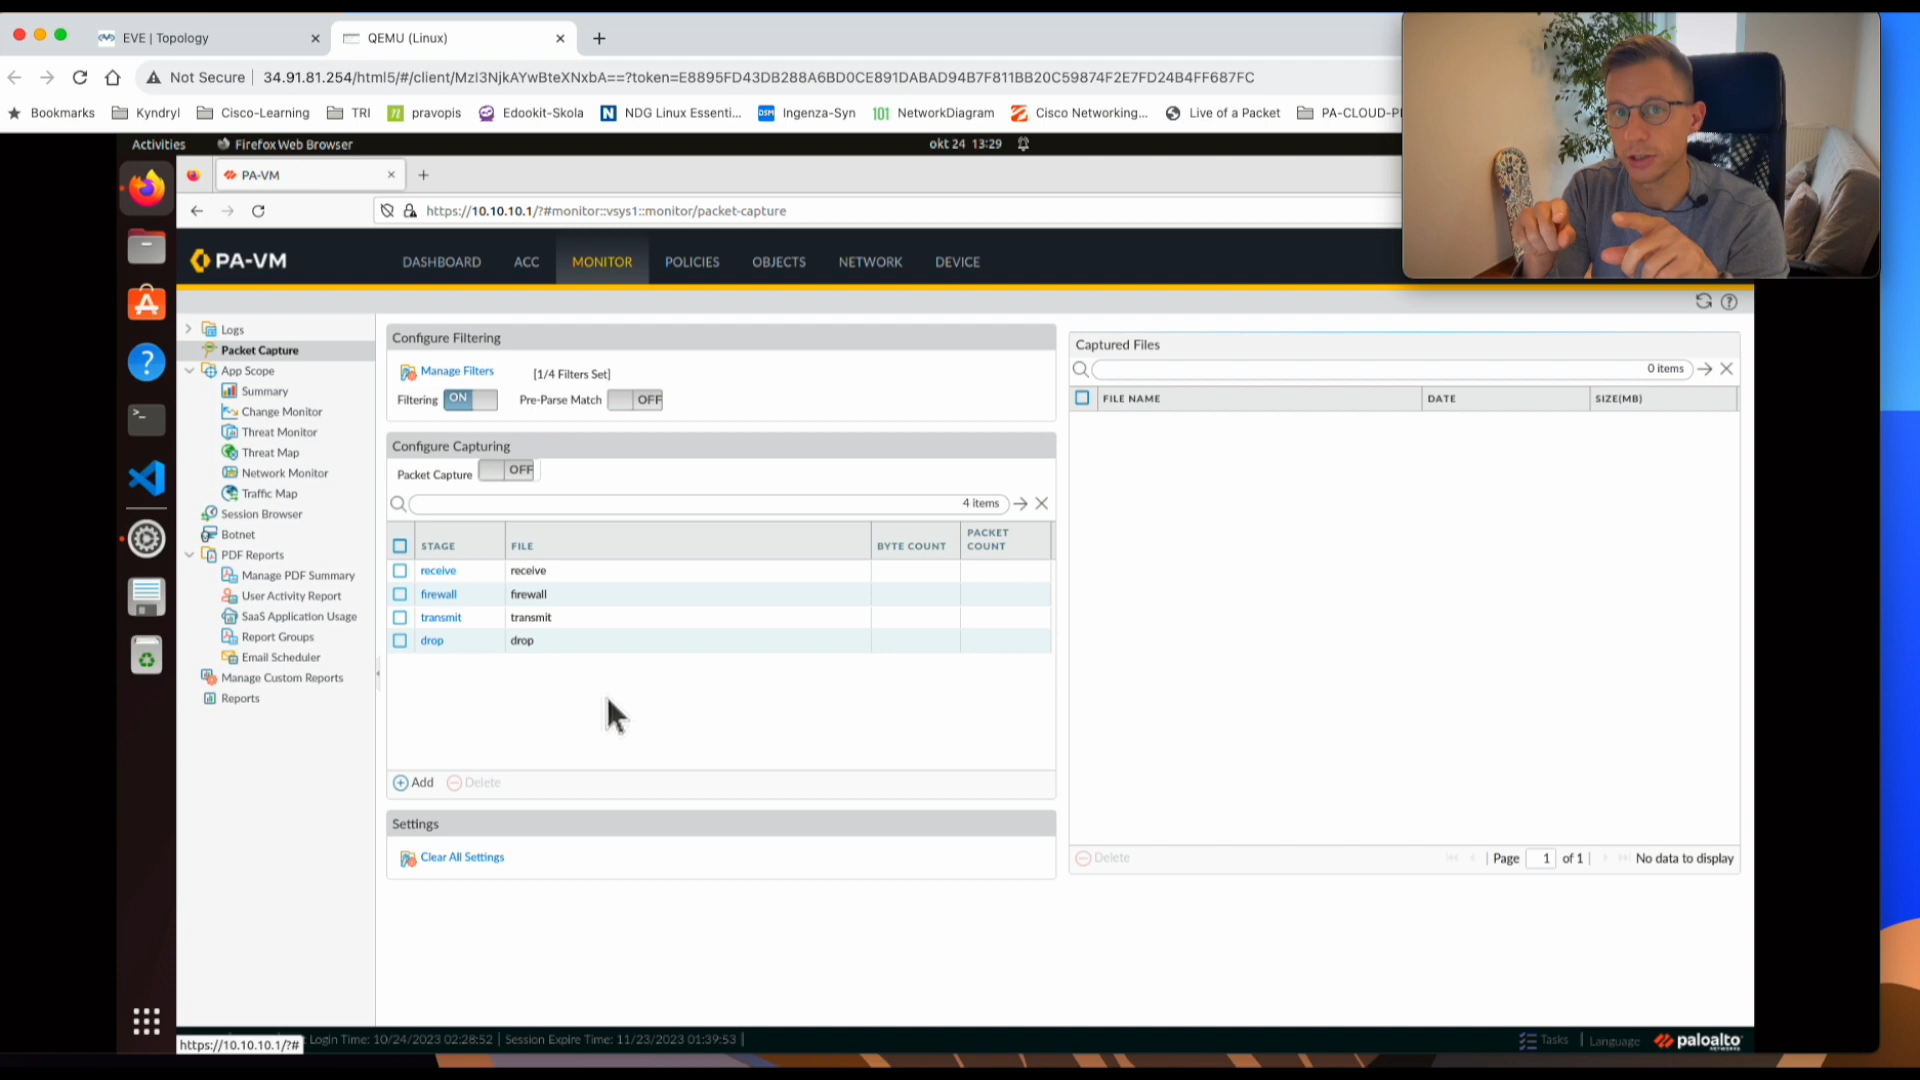 EVE | Topology
QEMU (Linux)
Not Secure
34.91.81.254/html5/#/client/MzI3NjkAYwBteXNxbA==?token=E8895FD43DB288A6BD0CE891DABAD94B7F811BB20C59874F2E7FD24B4FF687FC
Bookmarks
Kyndryl
Cisco-Learning
TRI
pravopis
Edookit-Skola
NDG Linux Essenti...
Ingenza-Syn
NetworkDiagram
Cisco Networking...
Live of a Packet
PA-CLOUD-P
Activities
Firefox Web Browser
okt 24 13:29
PA-VM
https://10.10.10.1/?#monitor::vsys1::monitor/packet-capture
PA-VM
DASHBOARD
ACC
MONITOR
POLICIES
OBJECTS
NETWORK
DEVICE
Logs
Packet Capture
App Scope
Summary
Change Monitor
Threat Monitor
Threat Map
Network Monitor
Traffic Map
Session Browser
Botnet
PDF Reports
Manage PDF Summary
User Activity Report
SaaS Application Usage
Report Groups
Email Scheduler
Manage Custom Reports
Reports
Configure Filtering
Manage Filters
[1/4 Filters Set]
Filtering ON
Pre-Parse Match OFF
Configure Capturing
Packet Capture OFF
4 items
STAGE FILE BYTE COUNT PACKET COUNT
receive receive
firewall firewall
transmit transmit
drop drop
Add
Delete
Settings
Clear All Settings
Captured Files
0 items
FILE NAME DATE SIZE(MB)
Delete
Page 1 of 1
No data to display
https://10.10.10.1/?#
Login Time: 10/24/2023 02:28:52 | Session Expire Time: 11/23/2023 01:39:53 |
Tasks | Language
paloalto
NETWORKS